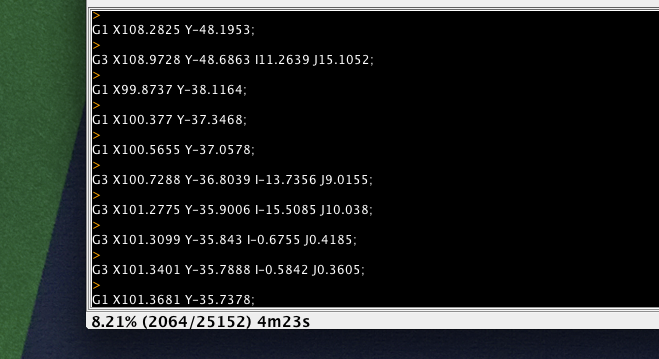 >
G1 X108.2825 Y-48.1953;
>
G3 X108.9728 Y-48.6863 I11.2639 J15.1052;
>
G1 X99.8737 Y-38.1164;
>
G1 X100.377 Y-37.3468;
>
G1 X100.5655 Y-37.0578;
>
G3 X100.7288 Y-36.8039 I-13.7356 J9.0155;
>
G3 X101.2775 Y-35.9006 I-15.5085 J10.038;
>
G3 X101.3099 Y-35.843 I-0.6755 J0.4185;
>
G3 X101.3401 Y-35.7888 I-0.5842 J0.3605;
>
G1 X101.3681 Y-35.7378;
8.21% (2064/25152) 4m23s